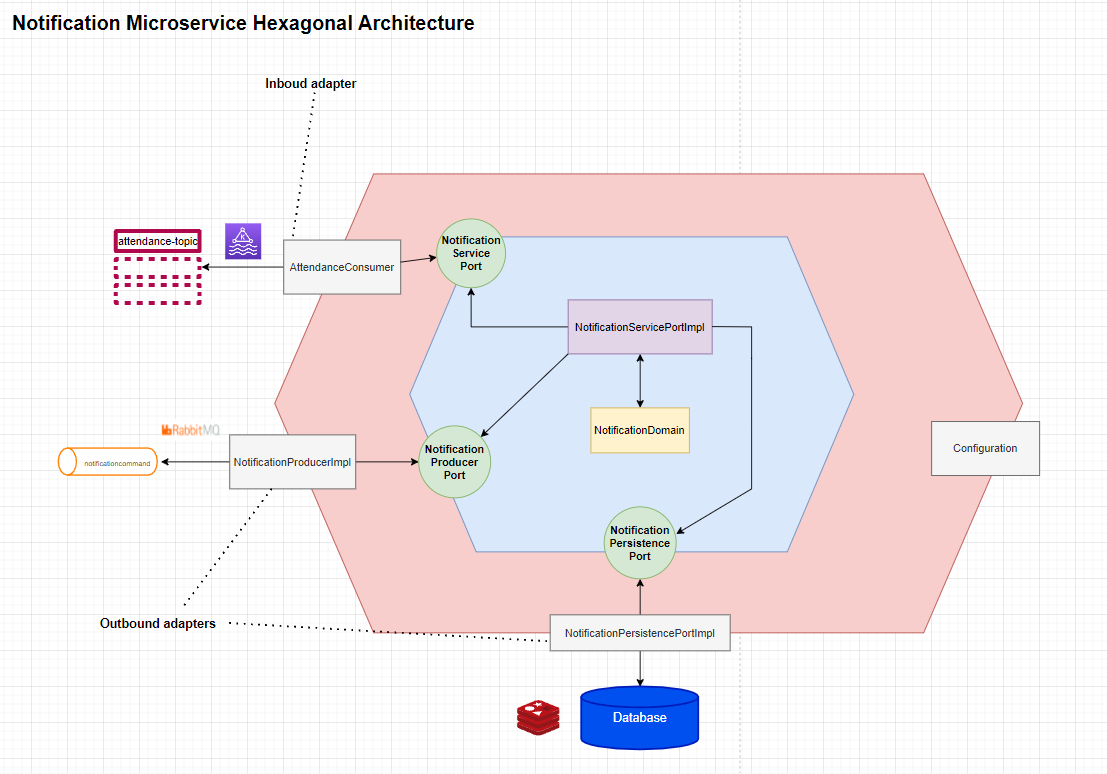 Notification Microservice Hexagonal Architecture
Inboud adapter
attendance-topic
K
AttendanceConsumer
Notification
Service
Port
NotificationServicePortImpl
NotificationDomain
RabbitMQ
notificationcommand
NotificationProducerImpl
Notification
Producer
Port
Configuration
Notification
Persistence
Port
Outbound adapters
NotificationPersistencePortImpl
Database